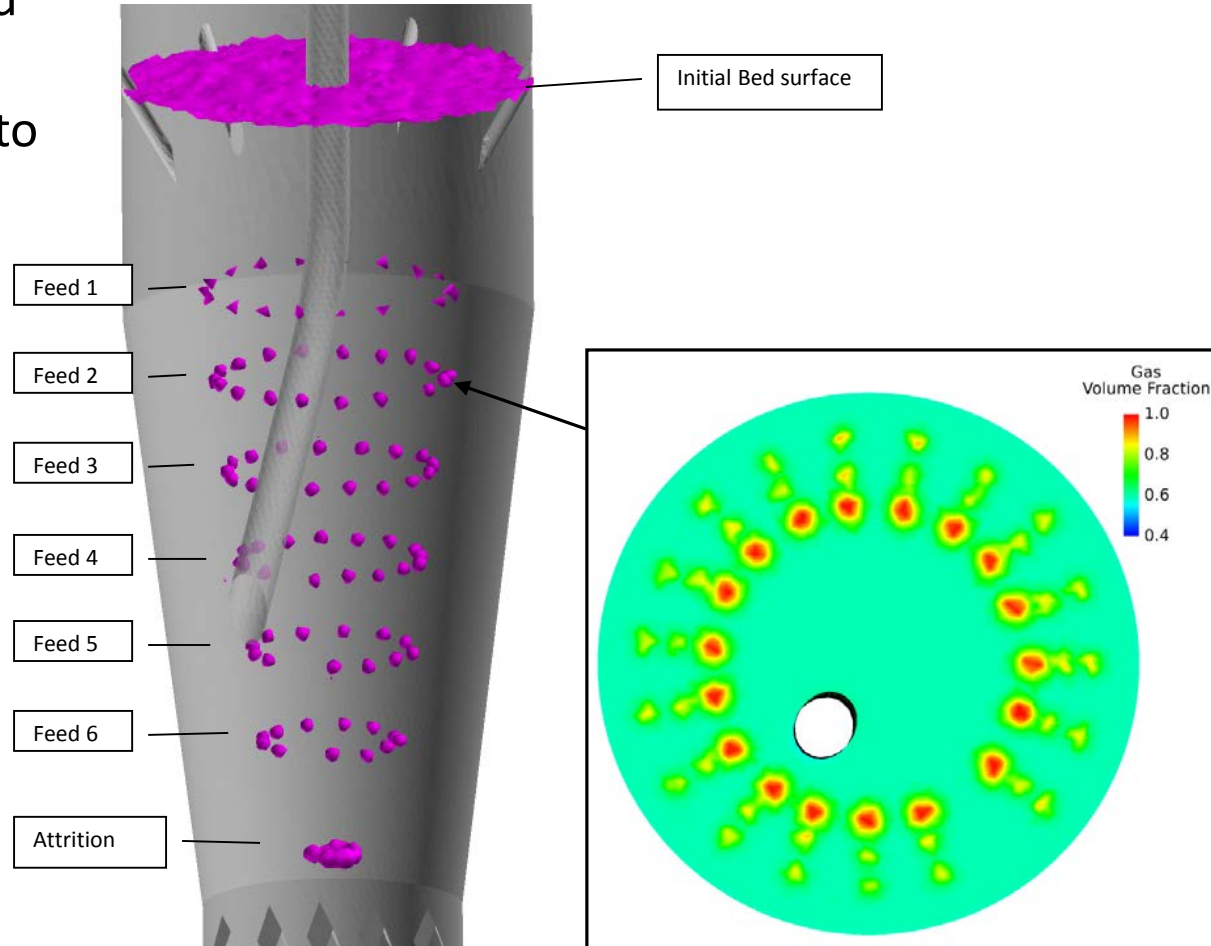 to
Initial Bed surface
Feed 1
Feed 2
Feed 3
Feed 4
Feed 5
Feed 6
Attrition
Gas
Volume Fraction
1.0
0.8
0.6
0.4